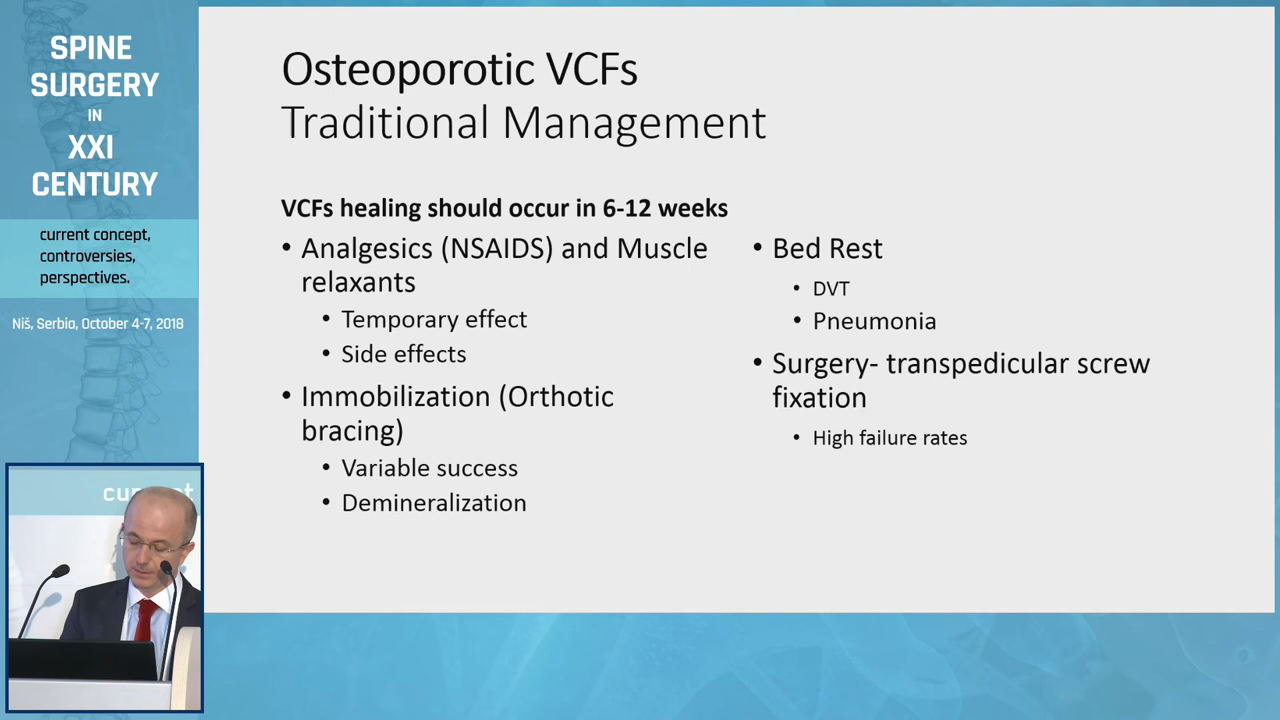 SPINE
SURGERY
IN
XXI
CENTURY
current concept,
controversies,
perspectives.
Niš, Serbia, October 4-7, 2018
Osteoporotic VCFs
Traditional Management
VCFs healing should occur in 6-12 weeks
• Analgesics (NSAIDS) and Muscle
relaxants
• Temporary effect
• Side effects
• Immobilization (Orthotic
bracing)
• Variable success
• Demineralization
• Bed Rest
• DVT
• Pneumonia
• Surgery- transpedicular screw
fixation
• High failure rates